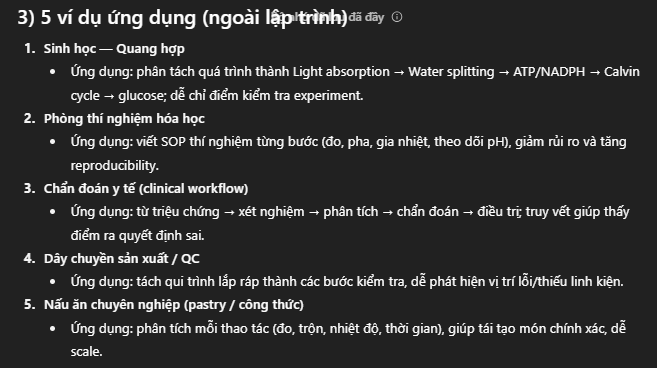 3) 5 ví dụ ứng dụng (ngoài lập trình)
đã đầy
1. Sinh học — Quang hợp
• Ứng dụng: phân tách quá trình thành Light absorption → Water splitting → ATP/NADPH → Calvin
cycle → glucose; dễ chỉ điểm kiểm tra experiment.
2. Phòng thí nghiệm hóa học
• Ứng dụng: viết SOP thí nghiệm từng bước (đo, pha, gia nhiệt, theo dõi pH), giảm rủi ro và tăng
reproducibility.
3. Chẩn đoán y tế (clinical workflow)
• Ứng dụng: từ triệu chứng → xét nghiệm → phân tích → chẩn đoán → điều trị; truy vết giúp thấy
điểm ra quyết định sai.
4. Dây chuyền sản xuất / QC
• Ứng dụng: tách qui trình lắp ráp thành các bước kiểm tra, dễ phát hiện vị trí lỗi/thiếu linh kiện.
5. Nấu ăn chuyên nghiệp (pastry / công thức)
• Ứng dụng: phân tích mỗi thao tác (đo, trộn, nhiệt độ, thời gian), giúp tái tạo món chính xác, dễ
scale.